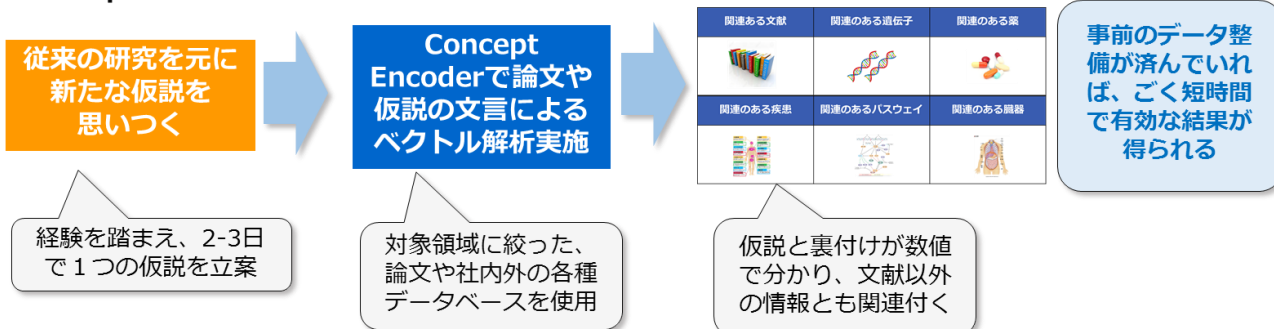 従来の研究を元に
新たな仮説を
思いつく
経験を踏まえ、2-3日
で１つの仮説を立案
Concept
Encoderで論文や
仮説の文言による
ベクトル解析実施
対象領域に絞った、
論文や社内外の各種
データベースを使用
関連ある文献
関連のある遺伝子
関連のある薬
関連のある疾患
関連のあるパスウェイ
関連のある臓器
仮説と裏付けが数値
で分かり、文献以外
の情報とも関連付く
事前のデータ整
備が済んでいれ
ば、ごく短時間
で有効な結果が
得られる